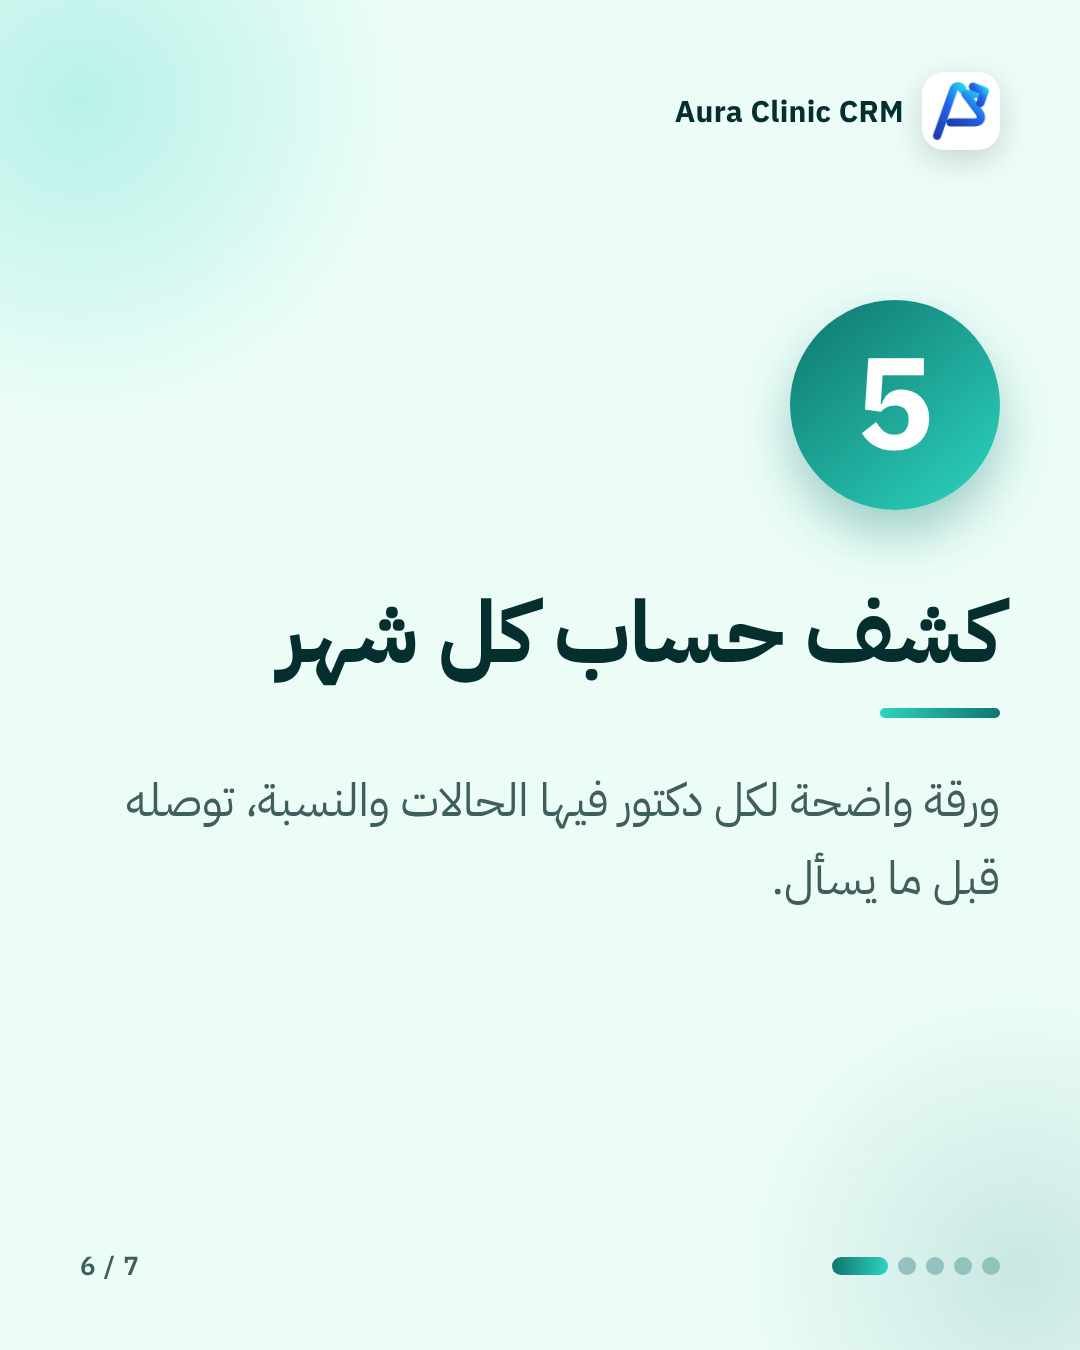 Aura Clinic CRM
5
كشف حساب كل شهر
ورقة واضحة لكل دكتور فيها الحالات والنسبة، توصله
قبل ما يسأل.
6 / 7